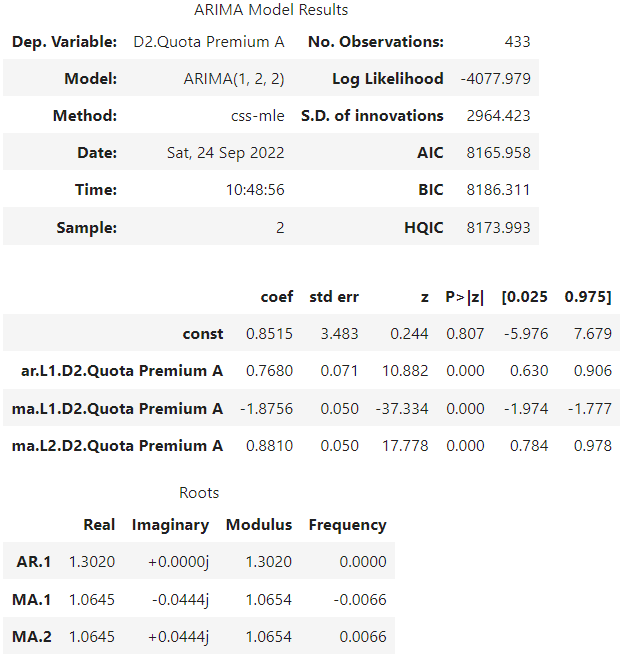 ARIMA Model Results
Dep. Variable: D2.Quota Premium A No. Observations: 433
Model: ARIMA(1, 2, 2) Log Likelihood -4077.979
Method: css-mle S.D. of innovations 2964.423
Date: Sat, 24 Sep 2022 AIC 8165.958
Time: 10:48:56 BIC 8186.311
Sample: 2 HQIC 8173.993
coef std err z P>|z| [0.025 0.975]
const 0.8515 3.483 0.244 0.807 -5.976 7.679
ar.L1.D2.Quota Premium A 0.7680 0.071 10.882 0.000 0.630 0.906
ma.L1.D2.Quota Premium A -1.8756 0.050 -37.334 0.000 -1.974 -1.777
ma.L2.D2.Quota Premium A 0.8810 0.050 17.778 0.000 0.784 0.978
Roots
Real Imaginary Modulus Frequency
AR.1 1.3020 +0.0000j 1.3020 0.0000
MA.1 1.0645 -0.0444j 1.0654 -0.0066
MA.2 1.0645 +0.0444j 1.0654 0.0066